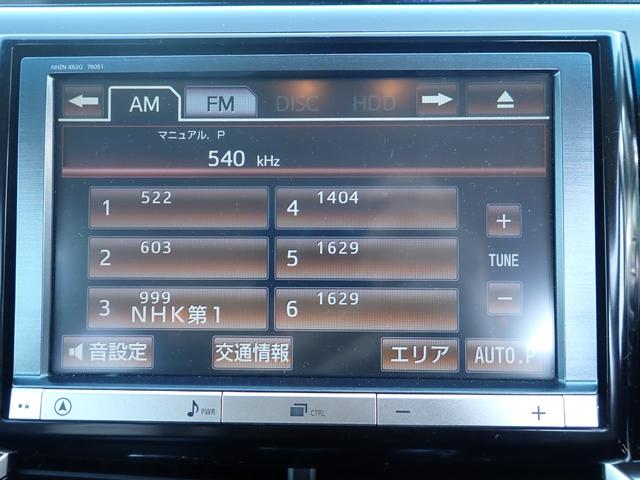 NHZN-X62G 76051
AM FM DISC HDD
マニュアル. P
540 kHz
1 522
4 1404
2 603
5 1629
TUNE
3 999
NHK第1
6 1629
音設定 交通情報 エリア AUTO.P
PWR CTRL